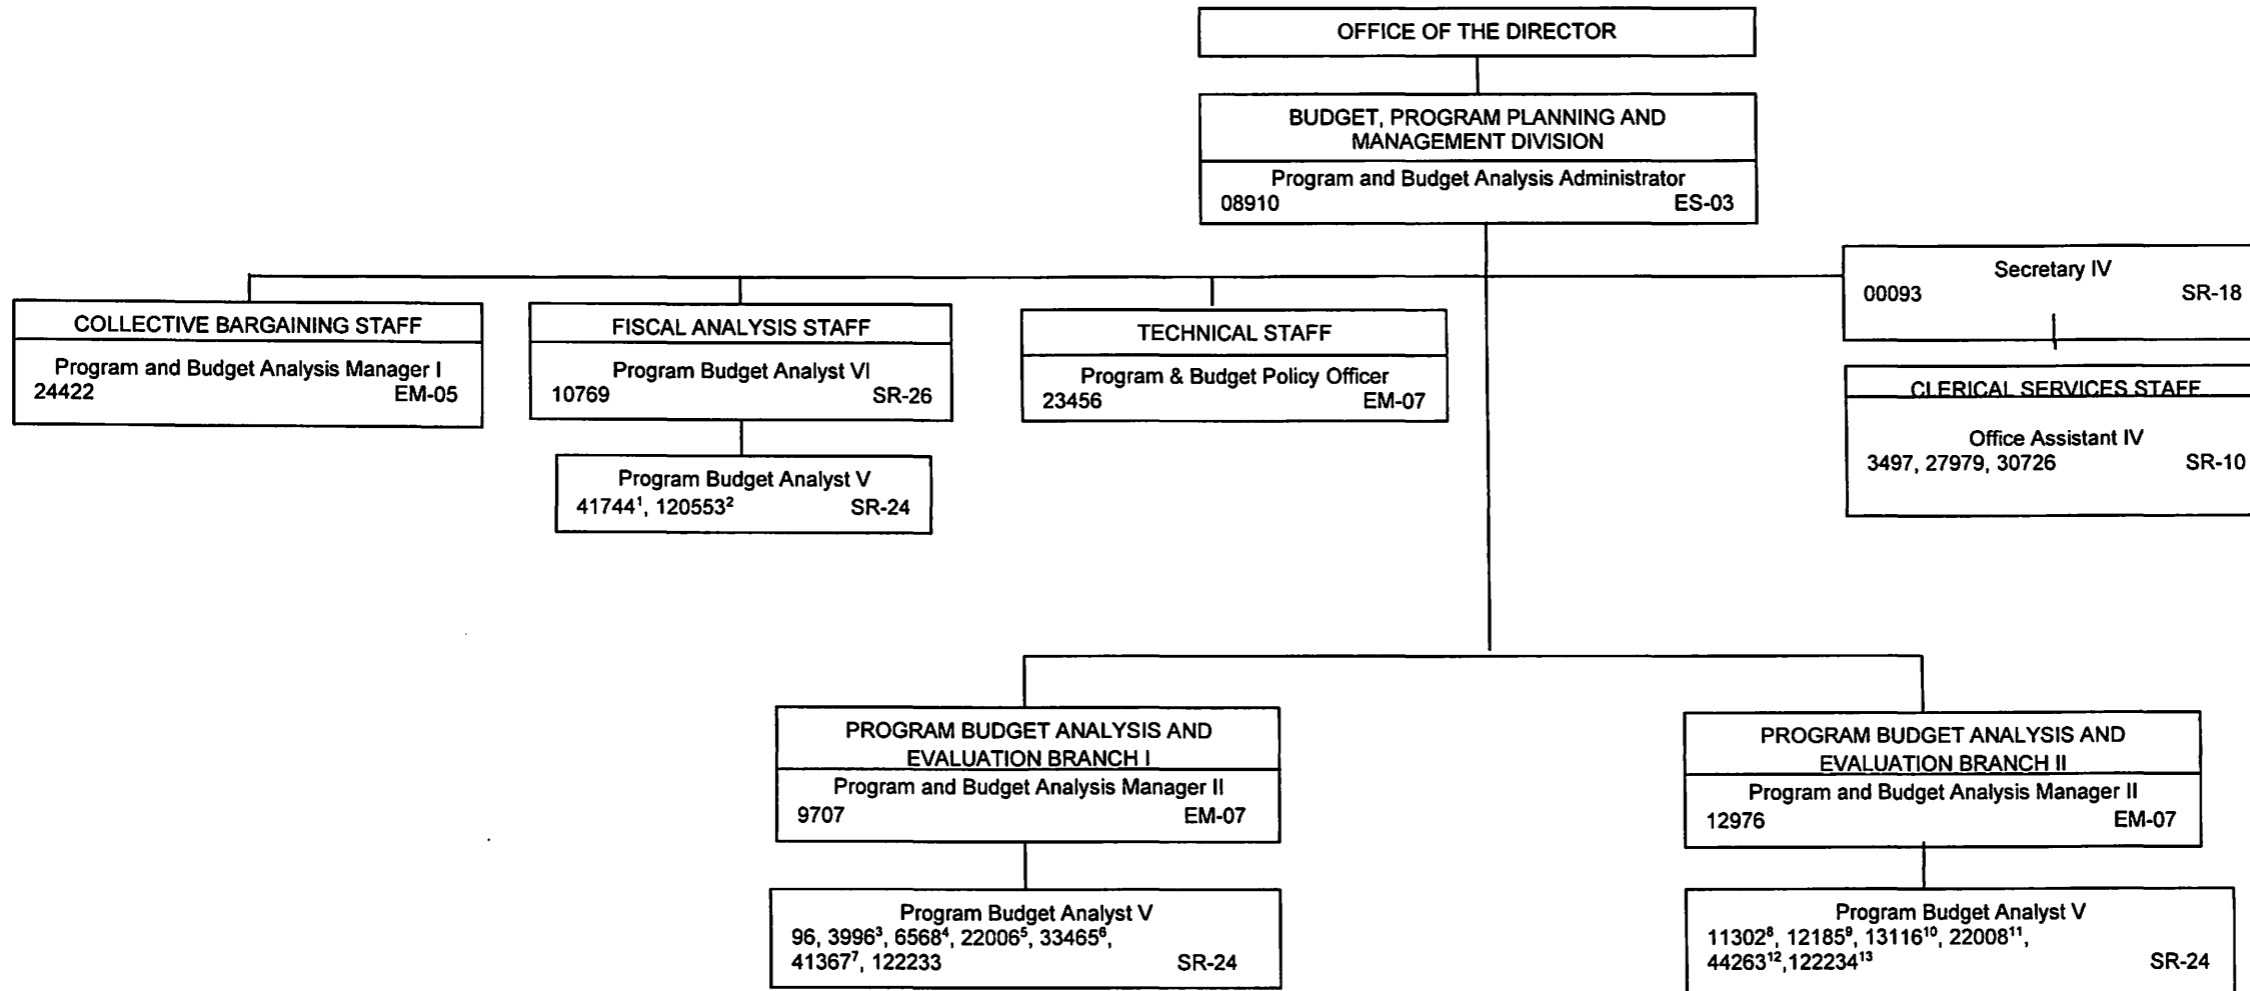 OFFICE OF THE DIRECTOR
BUDGET, PROGRAM PLANNING AND
MANAGEMENT DIVISION
Program and Budget Analysis Administrator
08910 ES-03
Secretary IV
00093 SR-18
COLLECTIVE BARGAINING STAFF
Program and Budget Analysis Manager I
24422 EM-05
FISCAL ANALYSIS STAFF
Program Budget Analyst VI
10769 SR-26
TECHNICAL STAFF
Program & Budget Policy Officer
23456 EM-07
CLERICAL SERVICES STAFF
Office Assistant IV
3497, 27979, 30726 SR-10
Program Budget Analyst V
41744¹, 120553² SR-24
PROGRAM BUDGET ANALYSIS AND
EVALUATION BRANCH I
Program and Budget Analysis Manager II
9707 EM-07
PROGRAM BUDGET ANALYSIS AND
EVALUATION BRANCH II
Program and Budget Analysis Manager II
12976 EM-07
Program Budget Analyst V
96, 3996³, 6568⁴, 22006⁵, 33465⁶,
41367⁷, 122233 SR-24
Program Budget Analyst V
11302⁸, 12185⁹, 13116¹⁰, 22008¹¹,
44263¹²,122234¹³ SR-24